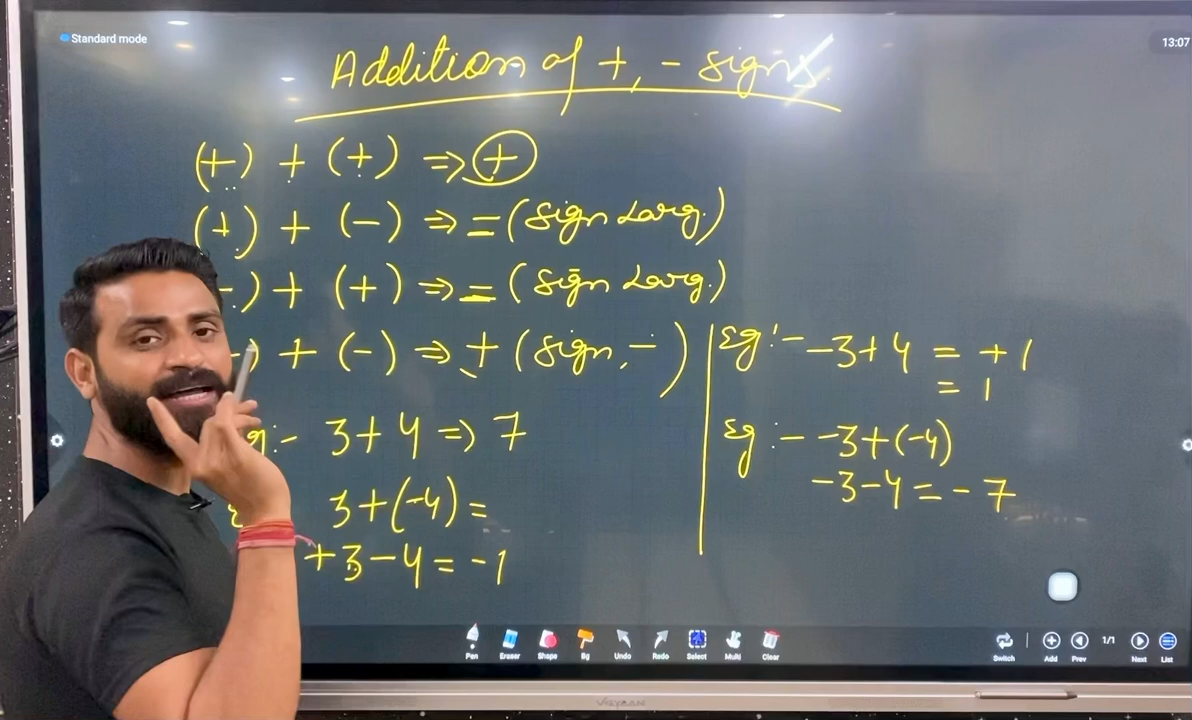 Standard mode
13:07
Addition of +, - signs.
(+) + (+) ⇒ +
(+) + (-) ⇒ = (sign Larg.)
-) + (+) ⇒ = (sign Larg.)
-) + (-) ⇒ + (sign, -)
g:- 3+4 ⇒ 7
3+(-4) =
+3-4 = -1
Eg:- -3+4 = +1
= 1
Eg:- -3+(-4)
-3-4 = -7
Pen Eraser Shape Bg Undo Redo Select Multi Clear
Switch Add Prev 1/1 Next List